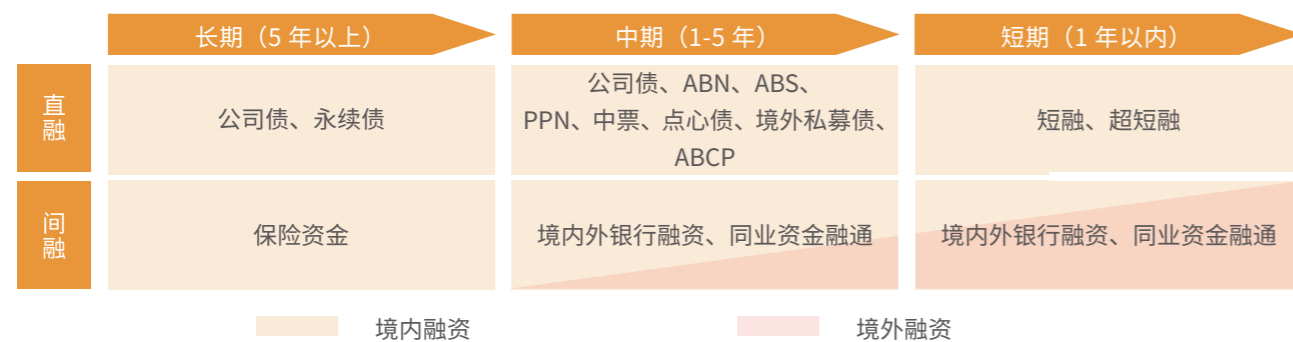 长期（5 年以上）
中期（1-5 年）
短期（1 年以内）
直融
公司债、永续债
公司债、ABN、ABS、
PPN、中票、点心债、境外私募债、
ABCP
短融、超短融
间融
保险资金
境内外银行融资、同业资金融通
境内外银行融资、同业资金融通
境内融资
境外融资